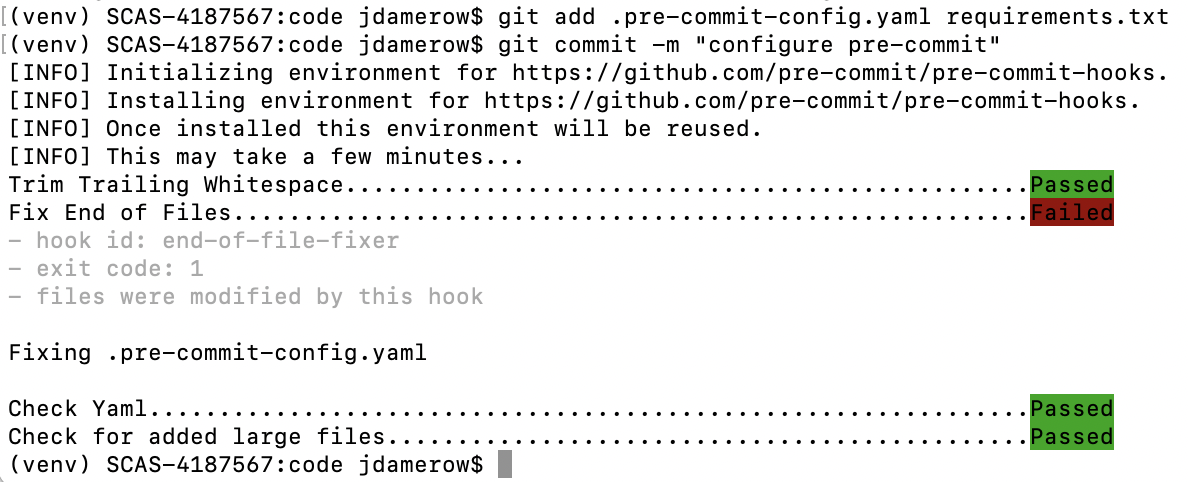 [(venv) SCAS-4187567:code jdamerow$ git add .pre-commit-config.yaml requirements.txt
[(venv) SCAS-4187567:code jdamerow$ git commit -m "configure pre-commit"
[INFO] Initializing environment for https://github.com/pre-commit/pre-commit-hooks.
[INFO] Installing environment for https://github.com/pre-commit/pre-commit-hooks.
[INFO] Once installed this environment will be reused.
[INFO] This may take a few minutes...
Trim Trailing Whitespace.................................................Passed
Fix End of Files.........................................................Failed
- hook id: end-of-file-fixer
- exit code: 1
- files were modified by this hook
Fixing .pre-commit-config.yaml
Check Yaml...............................................................Passed
Check for added large files..............................................Passed
(venv) SCAS-4187567:code jdamerow$